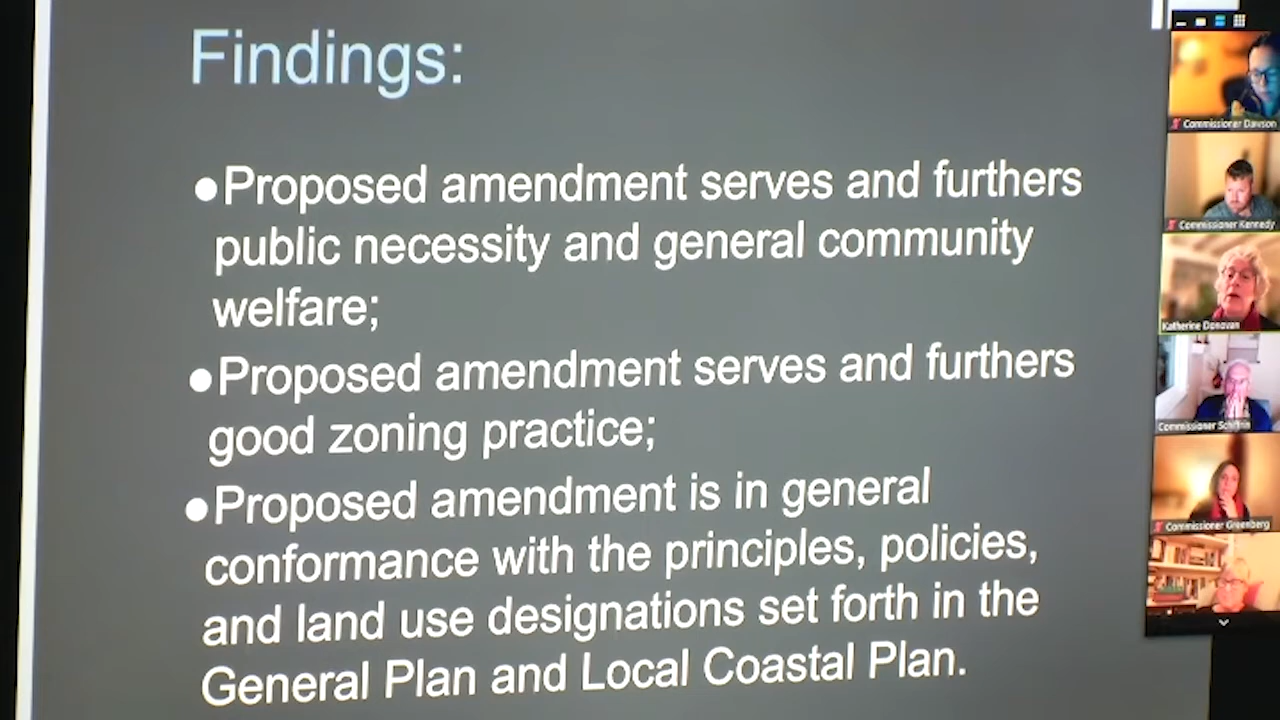 Findings:
●Proposed amendment serves and furthers
public necessity and general community
welfare;
●Proposed amendment serves and furthers
good zoning practice;
●Proposed amendment is in general
conformance with the principles, policies,
and land use designations set forth in the
General Plan and Local Coastal Plan.
Commissioner Dawson
Commissioner Kennedy
Katherine Donovan
Commissioner Schiffrin
Commissioner Greenberg